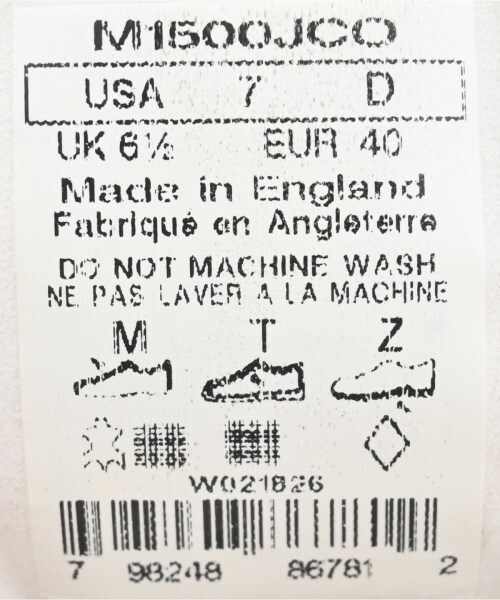 M1500JCO
USA 7 D
UK 6½ EUR 40
Made in England
Fabriqué en Angleterre
DO NOT MACHINE WASH
NE PAS LAVER A LA MACHINE
M T Z
W021826
7 98248 86781 2